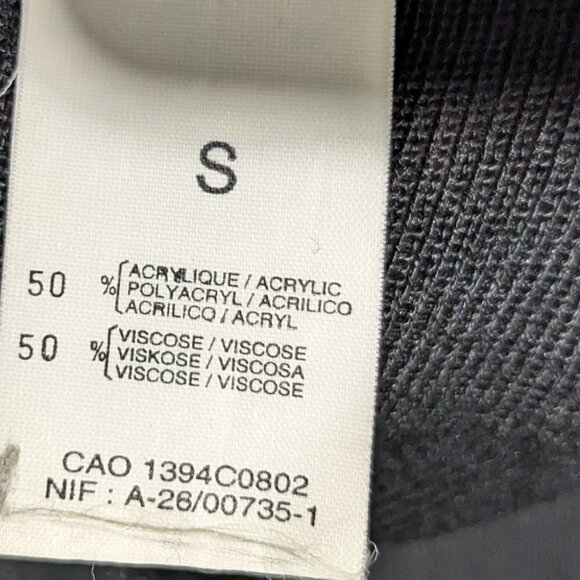 S
50 % ACRYLIQUE / ACRYLIC
POLYACRYL / ACRILICO
ACRILICO / ACRYL
50 % VISCOSE / VISCOSE
VISKOSE / VISCOSA
VISCOSE / VISCOSE
CAO 1394C0802
NIF : A-26/00735-1